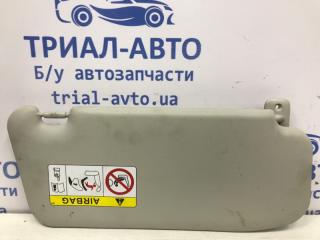 ТРИАЛ-АВТО
Б/у автозапчасти
trial-avto.ua
AIRBAG